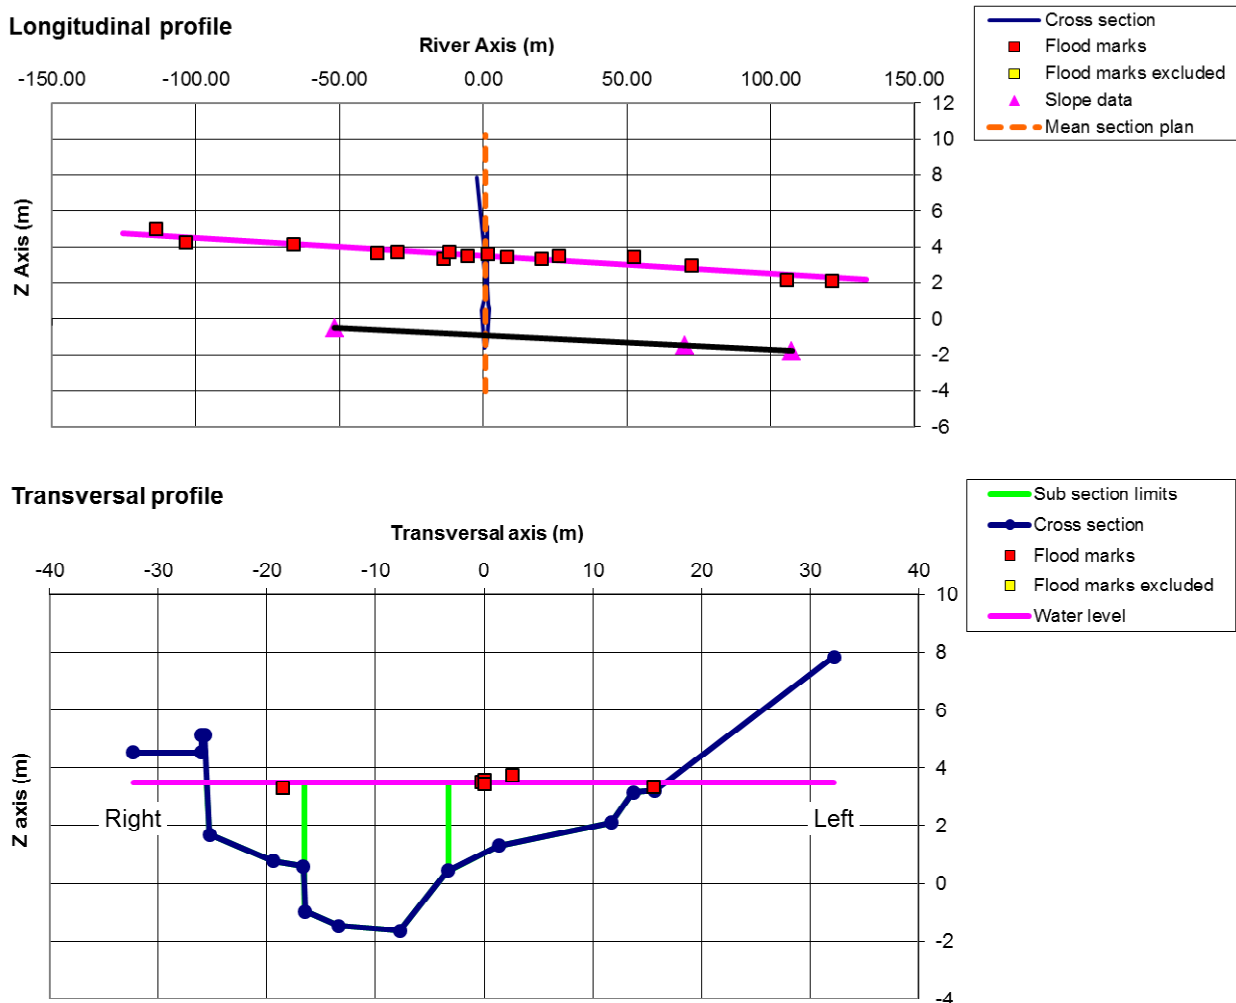 Longitudinal profile
River Axis (m)
-150.00 -100.00 -50.00 0.00 50.00 100.00 150.00
Cross section
Flood marks
Flood marks excluded
Slope data
Mean section plan
Z Axis (m)
12
10
8
6
4
2
0
-2
-4
-6
Transversal profile
Transversal axis (m)
-40 -30 -20 -10 0 10 20 30 40
Sub section limits
Cross section
Flood marks
Flood marks excluded
Water level
Z axis (m)
10
8
6
4
2
0
-2
-4
Right
Left